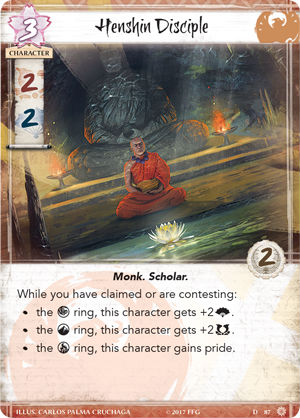 Henshin Disciple
3
CHARACTER
2
2
2
Monk. Scholar.
While you have claimed or are contesting:
• the ring, this character gets +2 .
• the ring, this character gets +2 .
• the ring, this character gains pride.
ILLUS. CARLOS PALMA CRUCHAGA © 2017 FFG D 87